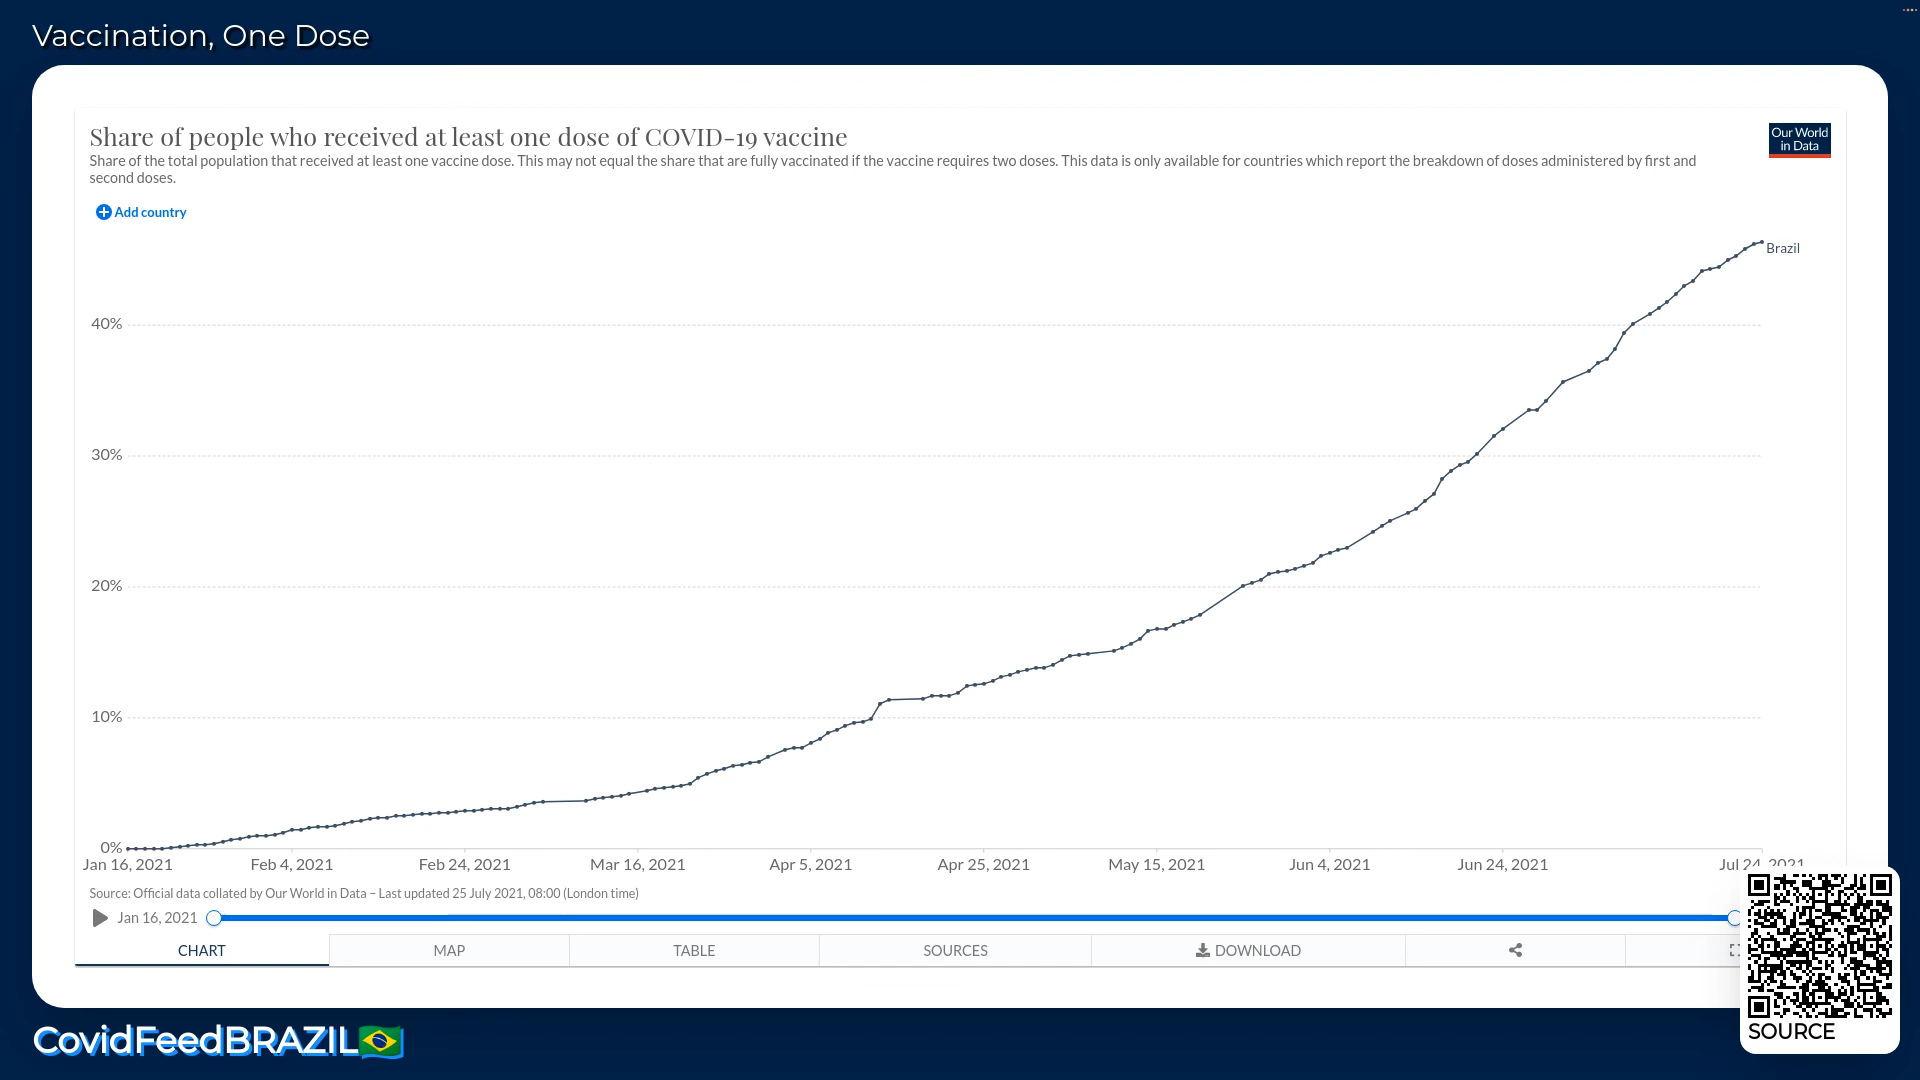 Vaccination, One Dose
Share of people who received at least one dose of COVID-19 vaccine
Share of the total population that received at least one vaccine dose. This may not equal the share that are fully vaccinated if the vaccine requires two doses. This data is only available for countries which report the breakdown of doses administered by first and
second doses.
Our World
in Data
Add country
Brazil
40%
30%
20%
10%
0%
Jan 16, 2021 Feb 4, 2021 Feb 24, 2021 Mar 16, 2021 Apr 5, 2021 Apr 25, 2021 May 15, 2021 Jun 4, 2021 Jun 24, 2021 Jul 24, 2021
Source: Official data collated by Our World in Data – Last updated 25 July 2021, 08:00 (London time)
Jan 16, 2021
CHART MAP TABLE SOURCES DOWNLOAD
SOURCE
CovidFeedBRAZIL